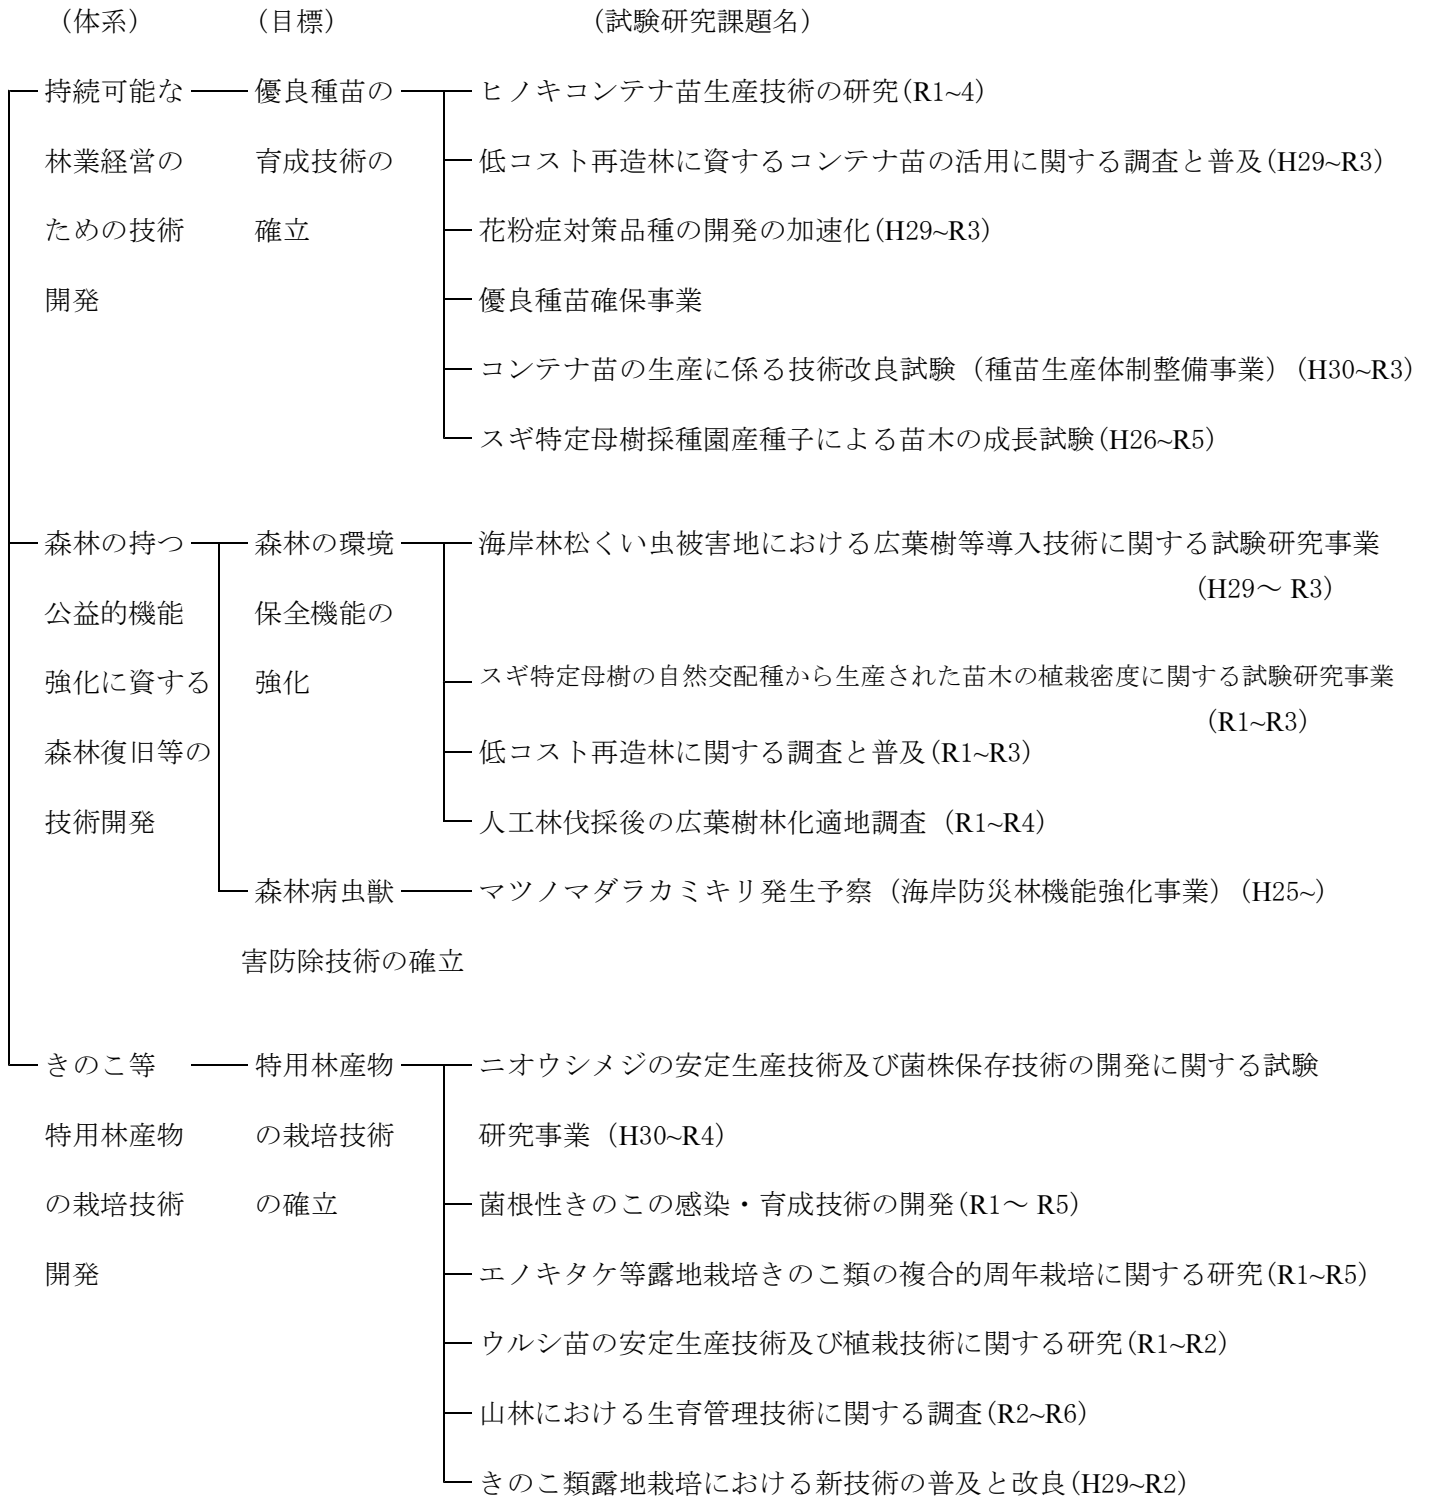 （体系）　（目標）　（試験研究課題名）
持続可能な　優良種苗の　ヒノキコンテナ苗生産技術の研究(R1~4)
林業経営の　育成技術の　低コスト再造林に資するコンテナ苗の活用に関する調査と普及(H29~R3)
ための技術　確立　花粉症対策品種の開発の加速化(H29~R3)
開発　優良種苗確保事業
コンテナ苗の生産に係る技術改良試験（種苗生産体制整備事業）(H30~R3)
スギ特定母樹採種園産種子による苗木の成長試験(H26~R5)
森林の持つ　森林の環境　海岸林松くい虫被害地における広葉樹等導入技術に関する試験研究事業
(H29～ R3)
公益的機能　保全機能の
強化に資する　強化　スギ特定母樹の自然交配種から生産された苗木の植栽密度に関する試験研究事業
(R1~R3)
森林復旧等の　低コスト再造林に関する調査と普及(R1~R3)
技術開発　人工林伐採後の広葉樹林化適地調査（R1~R4）
森林病虫獣　マツノマダラカミキリ発生予察（海岸防災林機能強化事業）(H25~)
害防除技術の確立
きのこ等　特用林産物　ニオウシメジの安定生産技術及び菌株保存技術の開発に関する試験
特用林産物　の栽培技術　研究事業（H30~R4）
の栽培技術　の確立　菌根性きのこの感染・育成技術の開発(R1～ R5)
開発　エノキタケ等露地栽培きのこ類の複合的周年栽培に関する研究(R1~R5)
ウルシ苗の安定生産技術及び植栽技術に関する研究(R1~R2)
山林における生育管理技術に関する調査(R2~R6)
きのこ類露地栽培における新技術の普及と改良(H29~R2)